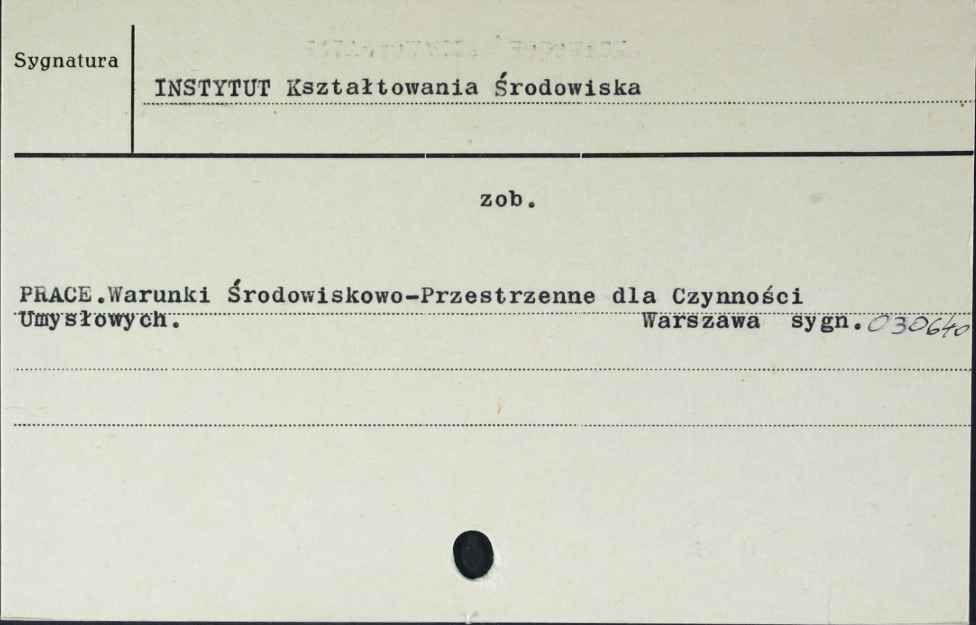 Sygnatura
INSTYTUT Kształtowania Środowiska
zob.
PRACE.Warunki Środowiskowo-Przestrzenne dla Czynności
Umysłowych. Warszawa sygn. 030640